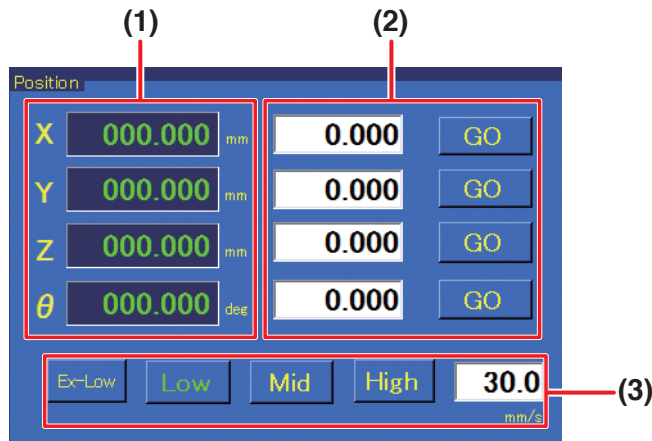 (1) (2)
Position
X 000.000 mm 0.000 GO
Y 000.000 mm 0.000 GO
Z 000.000 mm 0.000 GO
θ 000.000 deg 0.000 GO
Ex-Low Low Mid High 30.0 (3)
mm/s